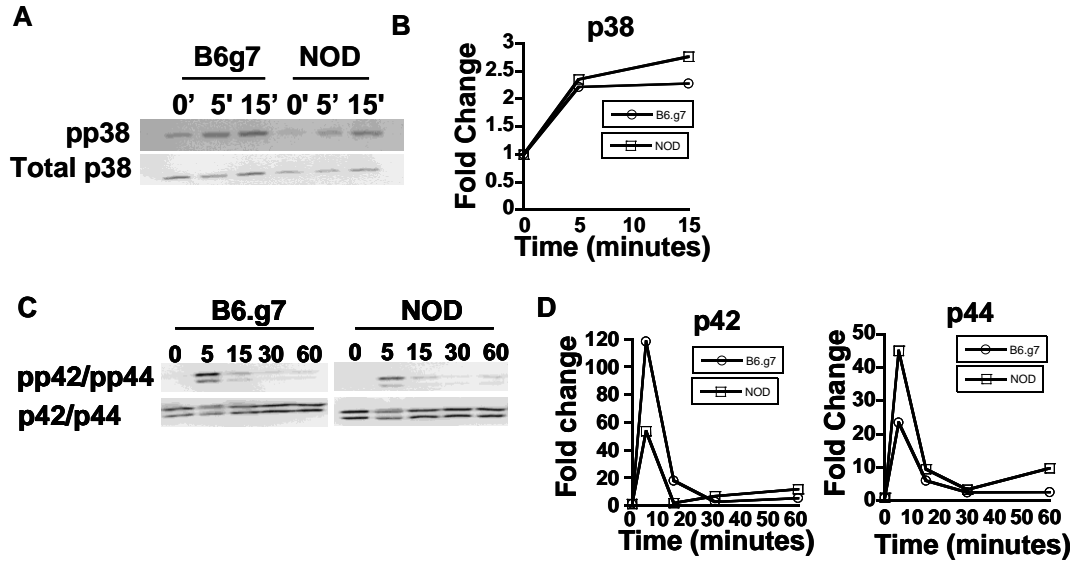 A
B6g7 NOD
0’ 5' 15’ 0' 5’ 15'
pp38
Total p38
B
p38
Fold Change
3
2.5
2
1.5
1
0.5
0
B6.g7
NOD
0 5 10 15
Time (minutes)
C
B6.g7 NOD
0 5 15 30 60 0 5 15 30 60
pp42/pp44
p42/p44
D
p42
Fold change
120
100
80
60
40
20
0
B6.g7
NOD
0 10 20 30 40 50 60
Time (minutes)
p44
Fold Change
50
40
30
20
10
0
B6.g7
NOD
0 10 20 30 40 50 60
Time (minutes)